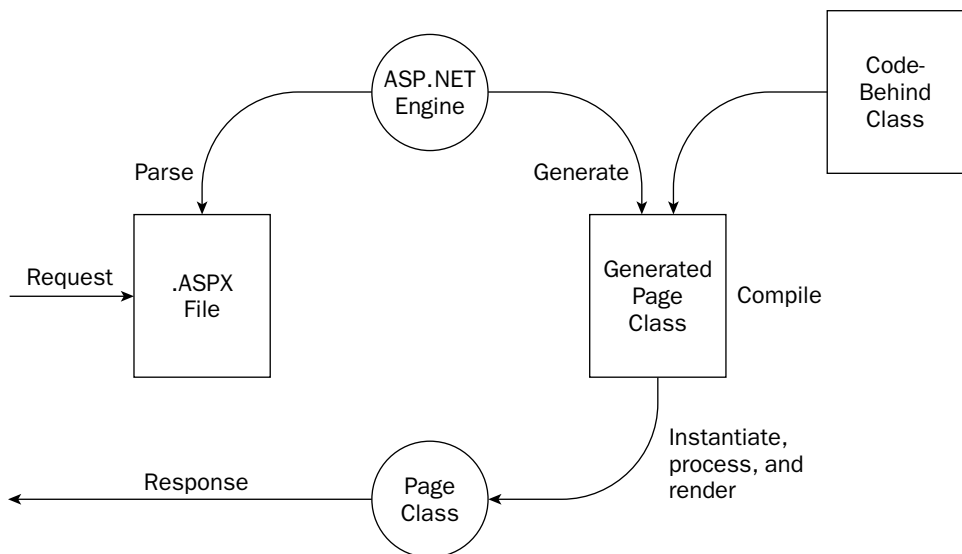 ASP.NET
Engine
Code-
Behind
Class
Parse
Generate
Request
.ASPX
File
Generated
Page
Class
Compile
Instantiate,
process, and
render
Response
Page
Class